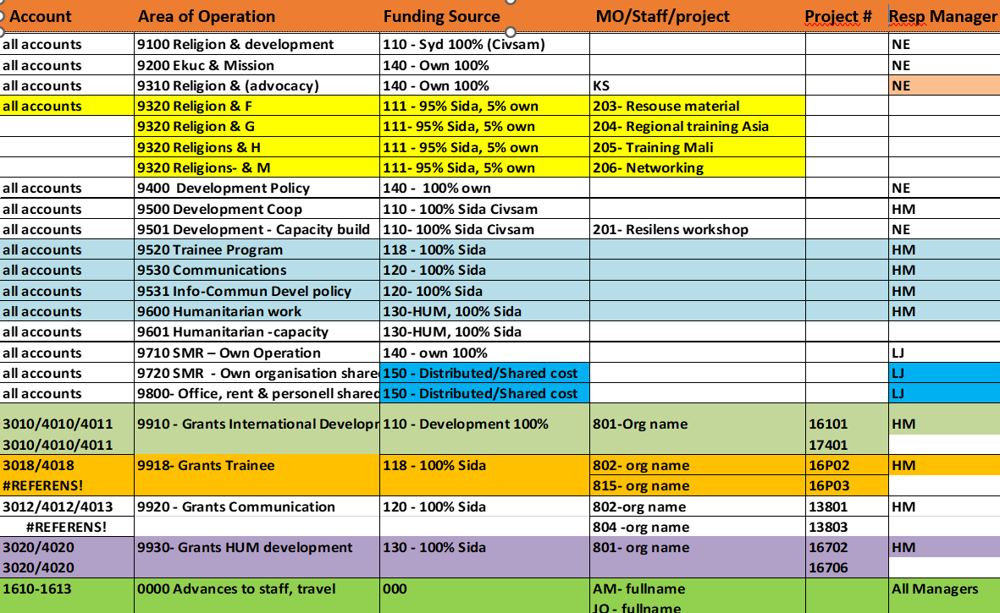 Account Area of Operation Funding Source MO/Staff/project Project # Resp Manager
all accounts 9100 Religion & development 110 - Syd 100% (Civsam) NE
all accounts 9200 Ekuc & Mission 140 - Own 100% NE
all accounts 9310 Religion & (advocacy) 140 - Own 100% KS NE
all accounts 9320 Religion & F 111 - 95% Sida, 5% own 203- Resouse material
9320 Religion & G 111- 95% Sida, 5% own 204- Regional training Asia
9320 Religions & H 111 - 95% Sida, 5% own 205- Training Mali
9320 Religions- & M 111- 95% Sida, 5% own 206- Networking
all accounts 9400 Development Policy 140 - 100% own NE
all accounts 9500 Development Coop 110 - 100% Sida Civsam HM
all accounts 9501 Development - Capacity build 110- 100% Sida Civsam 201- Resilens workshop NE
all accounts 9520 Trainee Program 118 - 100% Sida HM
all accounts 9530 Communications 120 - 100% Sida HM
all accounts 9531 Info-Commun Devel policy 120- 100% Sida HM
all accounts 9600 Humanitarian work 130-HUM, 100% Sida HM
all accounts 9601 Humanitarian -capacity 130-HUM, 100% Sida
all accounts 9710 SMR – Own Operation 140 - own 100% LJ
all accounts 9720 SMR - Own organisation shared 150 - Distributed/Shared cost LJ
all accounts 9800- Office, rent & personell shared 150 - Distributed/Shared cost LJ
3010/4010/4011 9910 - Grants International Develop 110 - Development 100% 801-Org name 16101 HM
3010/4010/4011 17401
3018/4018 9918- Grants Trainee 118 - 100% Sida 802- org name 16P02 HM
#REFERENS! 815- org name 16P03
3012/4012/4013 9920 - Grants Communication 120 - 100% Sida 802-org name 13801 HM
#REFERENS! 804 -org name 13803
3020/4020 9930- Grants HUM development 130 - 100% Sida 801- org name 16702 HM
3020/4020 16706
1610-1613 0000 Advances to staff, travel 000 AM- fullname All Managers
JO - fullname